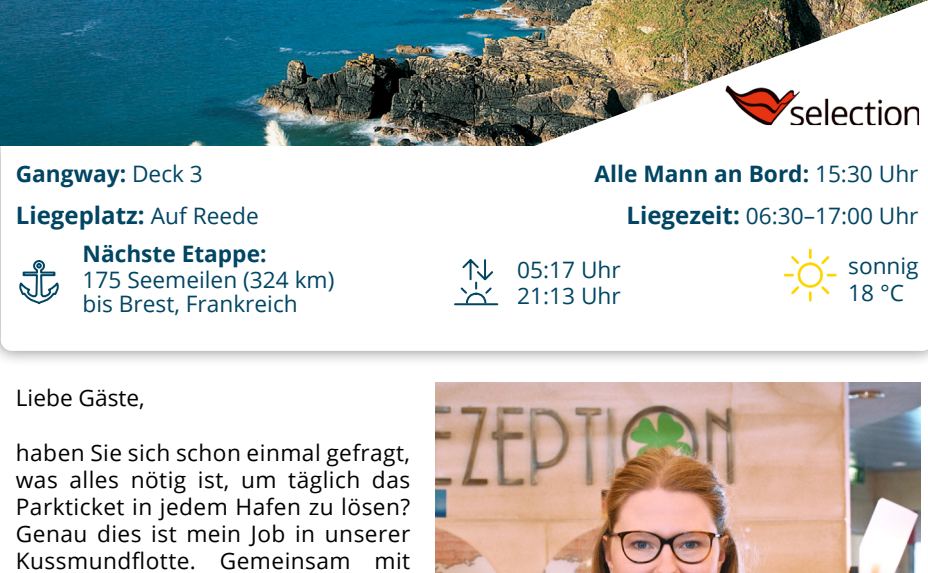 selection
Gangway: Deck 3
Alle Mann an Bord: 15:30 Uhr
Liegeplatz: Auf Reede
Liegezeit: 06:30–17:00 Uhr
Nächste Etappe:
175 Seemeilen (324 km)
bis Brest, Frankreich
05:17 Uhr
21:13 Uhr
sonnig
18 °C
Liebe Gäste,
haben Sie sich schon einmal gefragt,
was alles nötig ist, um täglich das
Parkticket in jedem Hafen zu lösen?
Genau dies ist mein Job in unserer
Kussmundflotte. Gemeinsam mit
EZEPTION